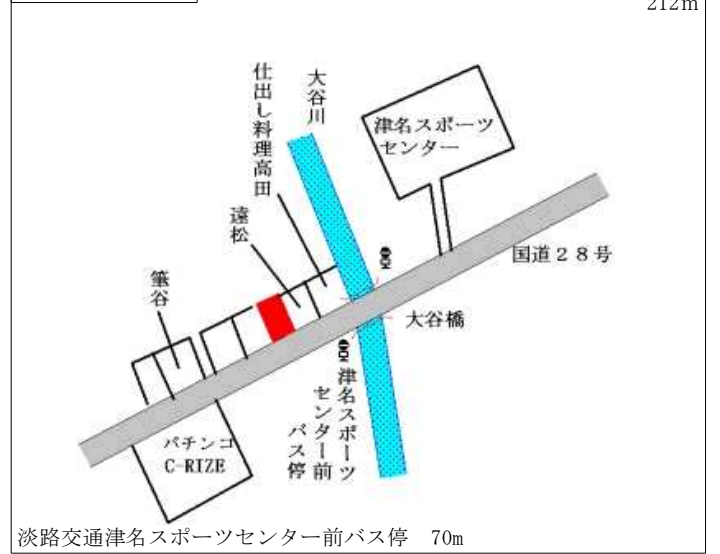 212m
大谷川
仕出し料理高田
遠松
筆谷
津名スポーツ
センター
国道28号
大谷橋
津名スポーツ
センター前
バス停
パチンコ
C-RIZE
淡路交通津名スポーツセンター前バス停 70m